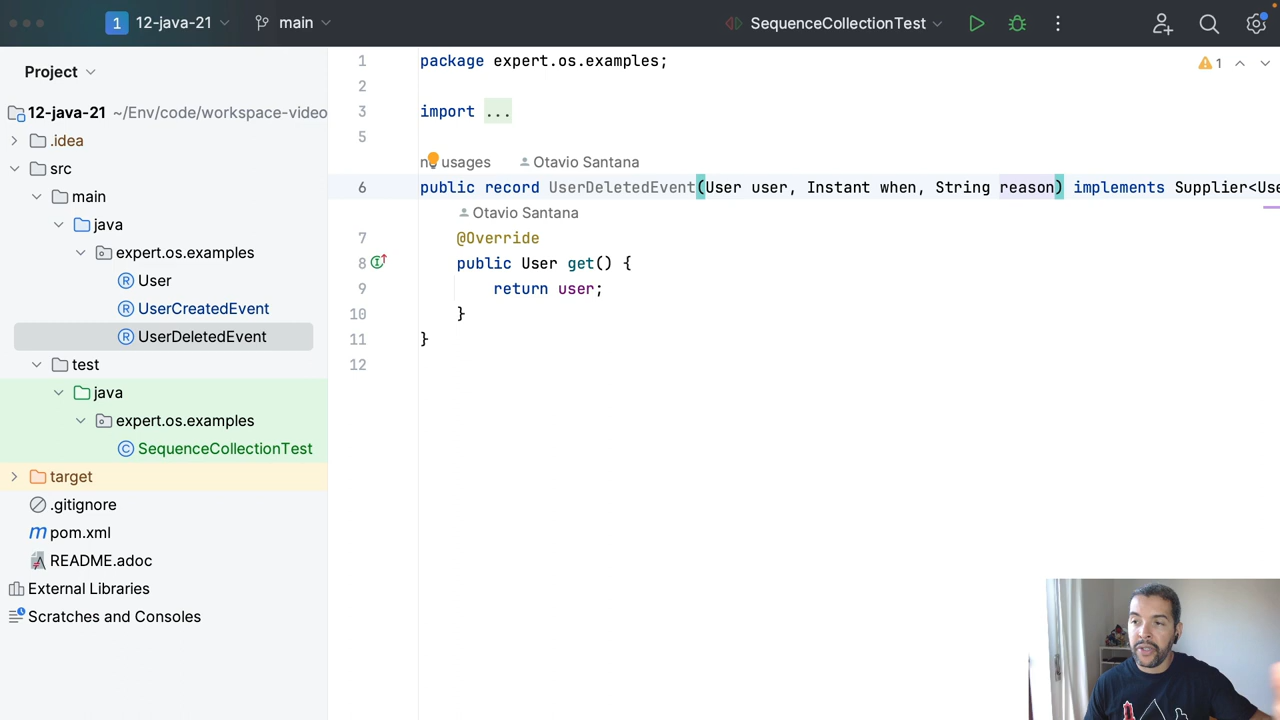 1 12-java-21 main SequenceCollectionTest
Project
12-java-21 ~/Env/code/workspace-video
.idea
src
main
java
expert.os.examples
User
UserCreatedEvent
UserDeletedEvent
test
java
expert.os.examples
SequenceCollectionTest
target
.gitignore
pom.xml
README.adoc
External Libraries
Scratches and Consoles
1 package expert.os.examples;
1
2
3 import ...
5
no usages Otavio Santana
6 public record UserDeletedEvent(User user, Instant when, String reason) implements Supplier<Use
Otavio Santana
7 @Override
8 public User get() {
9 return user;
10 }
11 }
12